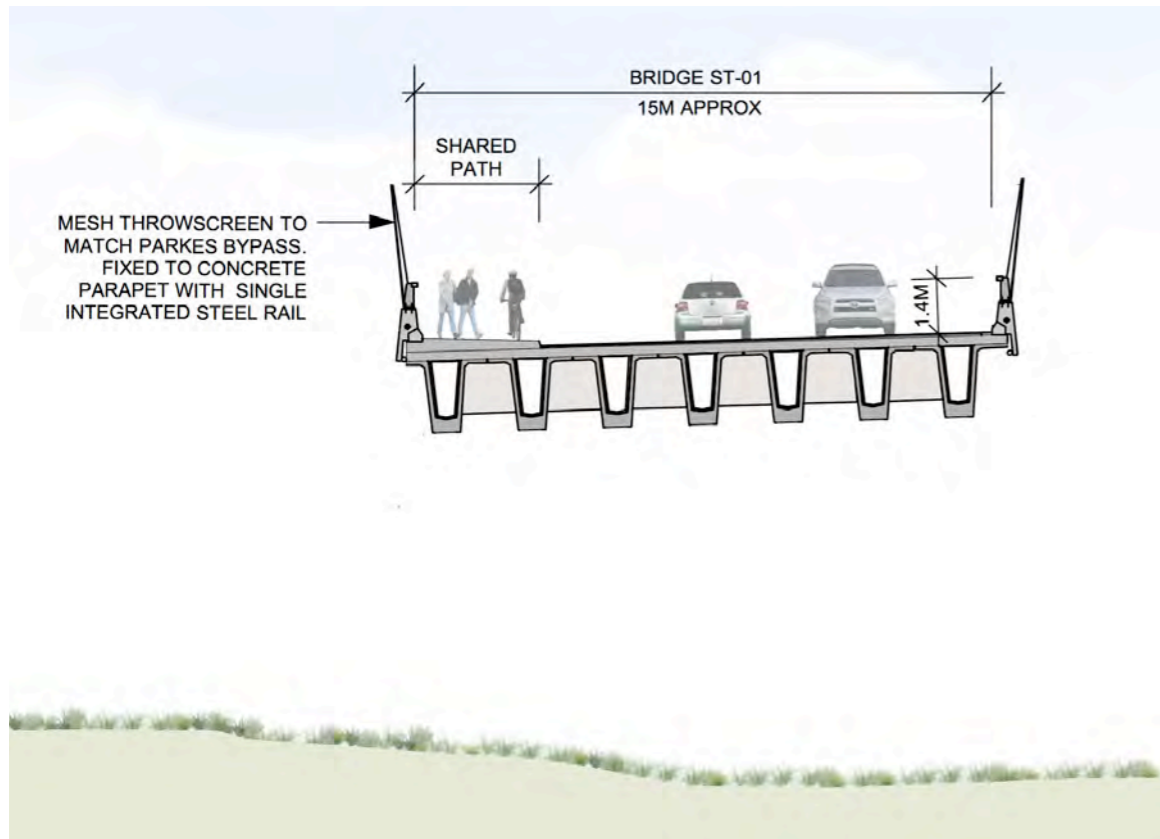 BRIDGE ST-01
15M APPROX
SHARED
PATH
MESH THROWSCREEN TO
MATCH PARKES BYPASS.
FIXED TO CONCRETE
PARAPET WITH SINGLE
INTEGRATED STEEL RAIL
1.4M